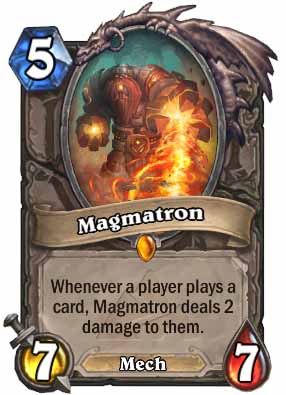 5
Magmatron
Whenever a player plays a
card, Magmatron deals 2
damage to them.
7
Mech
7